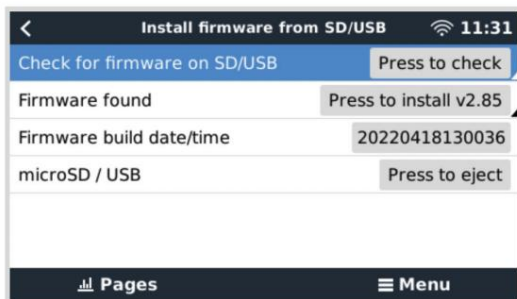 Install firmware from SD/USB 11:31
Check for firmware on SD/USB Press to check
Firmware found Press to install v2.85
Firmware build date/time 20220418130036
microSD / USB Press to eject
Pages Menu